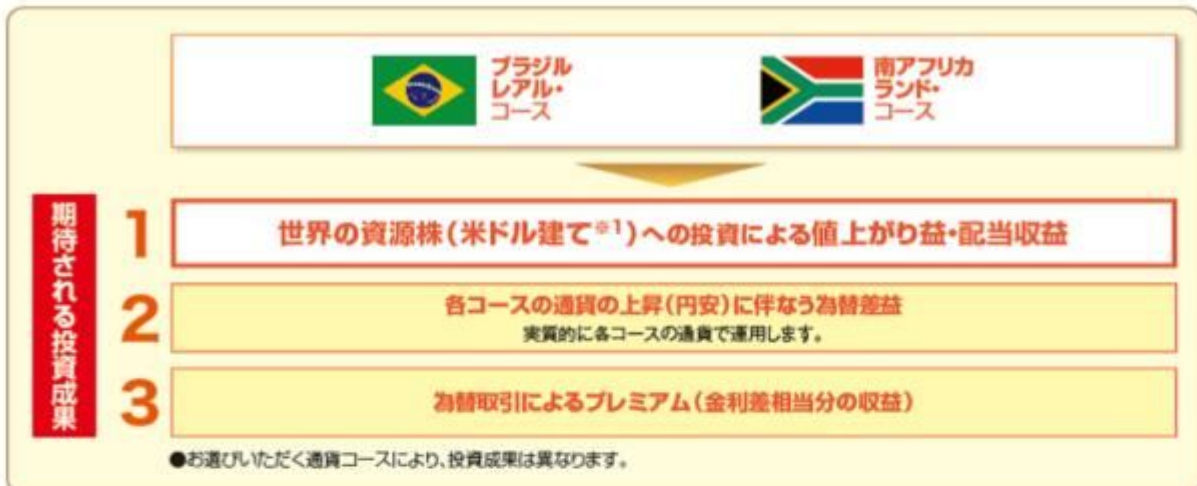 ブラジル
レアル・
コース
南アフリカ
ランド・
コース
期待される投資成果
1
世界の資源株(米ドル建て※1)への投資による値上がり益・配当収益
2
各コースの通貨の上昇(円安)に伴なう為替差益
実質的に各コースの通貨で運用します。
3
為替取引によるプレミアム(金利差相当分の収益)
●お選びいただく通貨コースにより、投資成果は異なります。